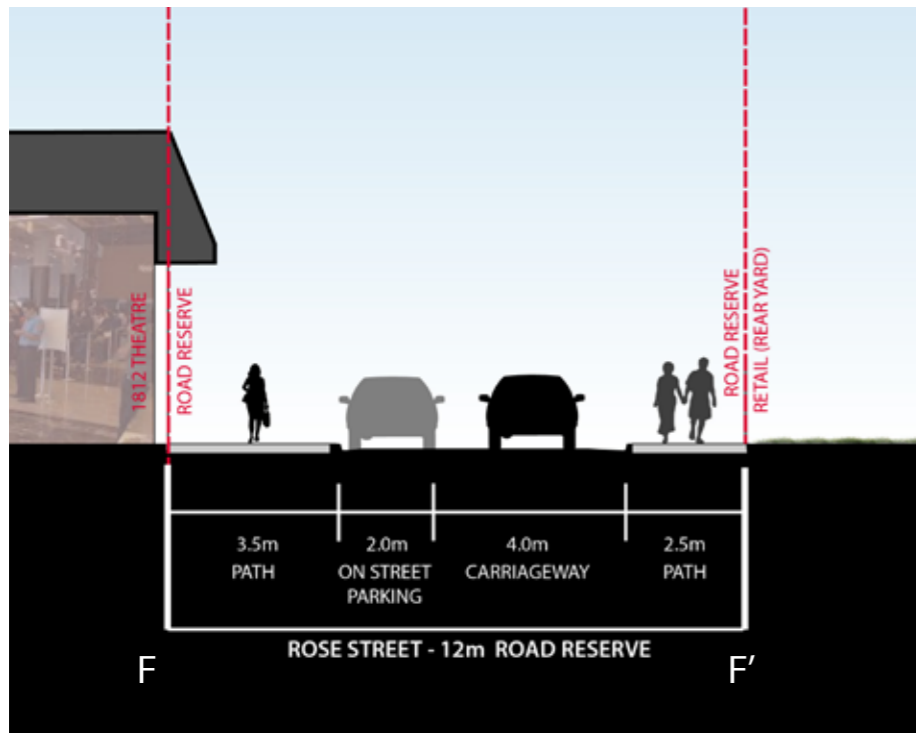 1812 THEATRE
ROAD RESERVE
ROAD RESERVE
RETAIL (REAR YARD)
3.5m
PATH
2.0m
ON STREET
PARKING
4.0m
CARRIAGEWAY
2.5m
PATH
ROSE STREET - 12m ROAD RESERVE
F
F’